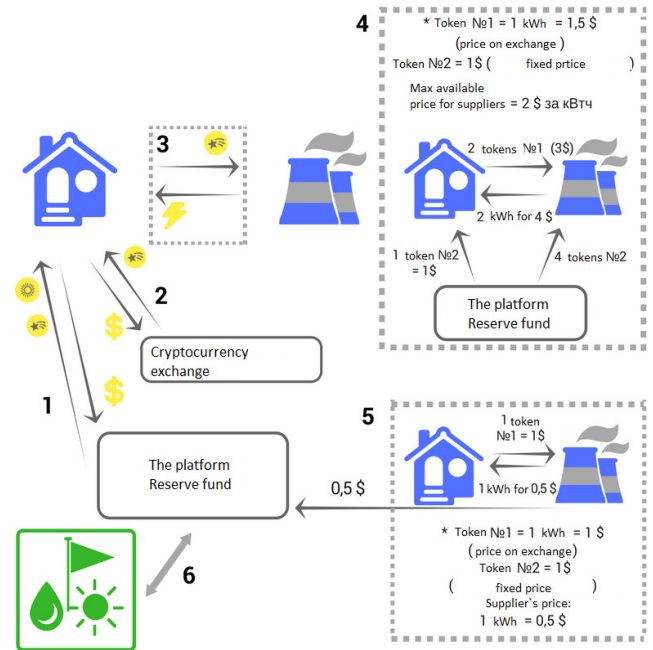 4
* Token №1 = 1 kWh = 1,5 $
(price on exchange )
Token №2 = 1$ ( fixed prtice )
Max available
price for suppliers = 2 $ за кВтч
2 tokens №1 (3$)
2 kWh for 4 $
1 token №2
= 1$
4 tokens №2
The platform
Reserve fund
3
2
$
Cryptocurrency
exchange
1
$
The platform
Reserve fund
0,5 $
6
5
1 token
№1 = 1$
1 kWh for 0,5 $
* Token №1 = 1 kWh = 1 $
(price on exchange)
Token №2 = 1$
( fixed price )
Supplier`s price:
1 kWh = 0,5 $